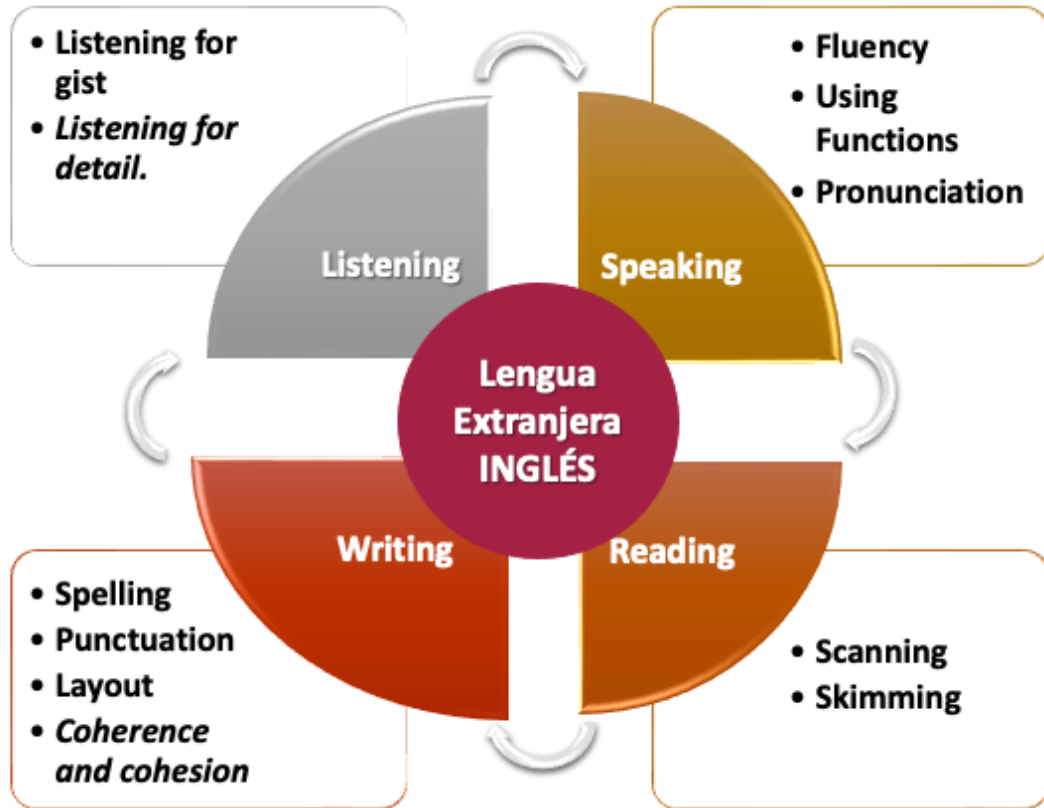 • Listening for
gist
• Listening for
detail.
• Fluency
• Using
Functions
• Pronunciation
Listening
Speaking
Lengua
Extranjera
INGLÉS
Writing
Reading
• Spelling
• Punctuation
• Layout
• Coherence
and cohesion
• Scanning
• Skimming